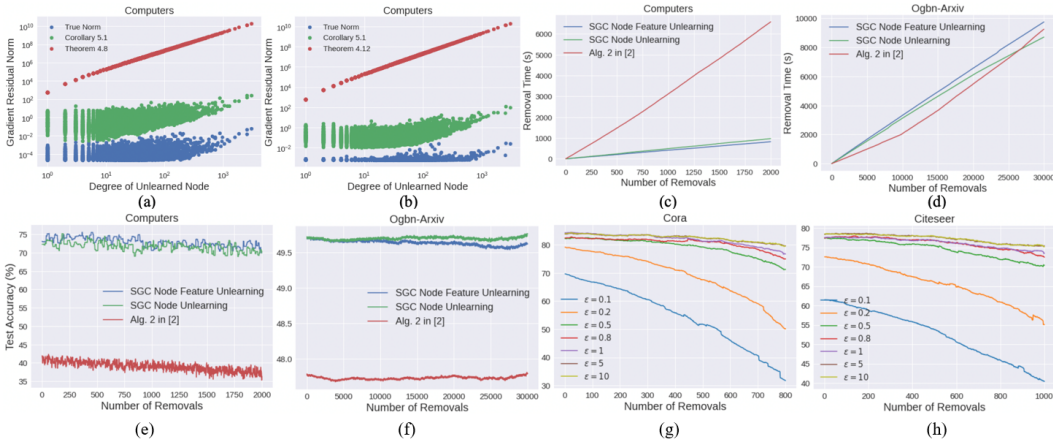 Computers
Gradient Residual Norm
10^10
10^8
10^6
10^4
10^2
10^0
10^-2
10^-4
True Norm
Corollary 5.1
Theorem 4.8
10^0
10^1
10^2
10^3
Degree of Unlearned Node
(a)
Computers
Gradient Residual Norm
10^10
10^8
10^6
10^4
10^2
10^0
10^-2
True Norm
Corollary 5.1
Theorem 4.12
10^0
10^1
10^2
10^3
Degree of Unlearned Node
(b)
Computers
Removal Time (s)
6000
5000
4000
3000
2000
1000
0
SGC Node Feature Unlearning
SGC Node Unlearning
Alg. 2 in [2]
0 250 500 750 1000 1250 1500 1750 2000
Number of Removals
(c)
Ogbn-Arxiv
Removal Time (s)
10000
8000
6000
4000
2000
0
SGC Node Feature Unlearning
SGC Node Unlearning
Alg. 2 in [2]
0 5000 10000 15000 20000 25000 30000
Number of Removals
(d)
Computers
Test Accuracy (%)
75
70
65
60
55
50
45
40
35
SGC Node Feature Unlearning
SGC Node Unlearning
Alg. 2 in [2]
0 250 500 750 1000 1250 1500 1750 2000
Number of Removals
(e)
Ogbn-Arxiv
49.5
49.0
48.5
48.0
SGC Node Feature Unlearning
SGC Node Unlearning
Alg. 2 in [2]
0 5000 10000 15000 20000 25000 30000
Number of Removals
(f)
Cora
80
70
60
50
40
30
ε = 0.1
ε = 0.2
ε = 0.5
ε = 0.8
ε = 1
ε = 5
ε = 10
0 100 200 300 400 500 600 700 800
Number of Removals
(g)
Citeseer
80
75
70
65
60
55
50
45
40
ε = 0.1
ε = 0.2
ε = 0.5
ε = 0.8
ε = 1
ε = 5
ε = 10
0 200 400 600 800 1000
Number of Removals
(h)